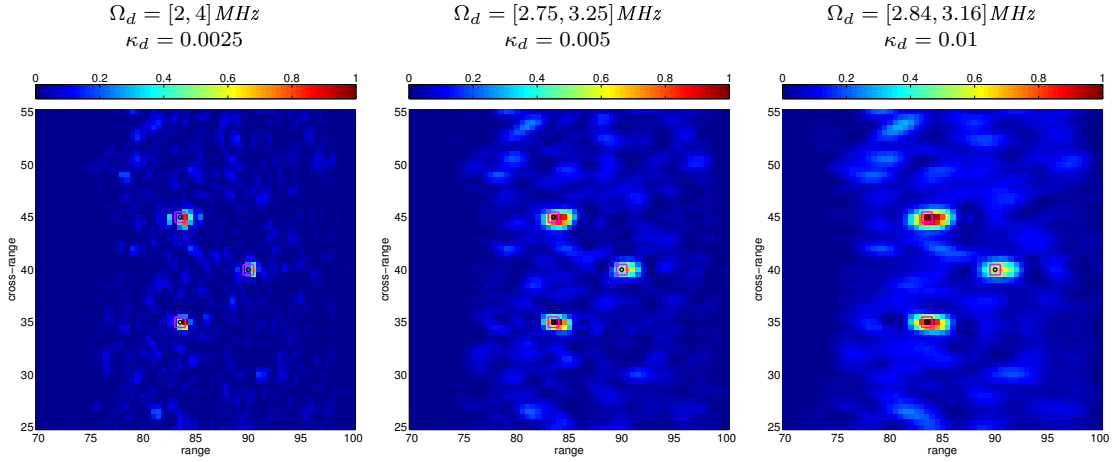 Ω_d = [2, 4]MHz
κ_d = 0.0025
0 0.2 0.4 0.6 0.8 1
55
50
45
40
35
30
25
cross−range
70 75 80 85 90 95 100
range
Ω_d = [2.75, 3.25]MHz
κ_d = 0.005
0 0.2 0.4 0.6 0.8 1
55
50
45
40
35
30
25
cross−range
70 75 80 85 90 95 100
range
Ω_d = [2.84, 3.16]MHz
κ_d = 0.01
0 0.2 0.4 0.6 0.8 1
55
50
45
40
35
30
25
cross−range
70 75 80 85 90 95 100
range